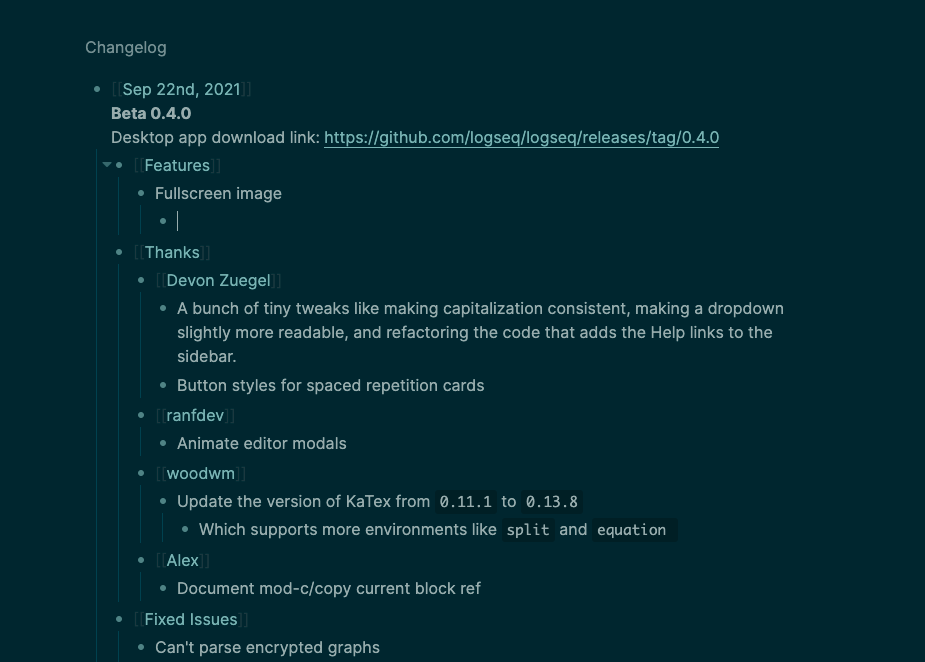 Changelog
[[Sep 22nd, 2021]]
Beta 0.4.0
Desktop app download link: https://github.com/logseq/logseq/releases/tag/0.4.0
[[Features]]
Fullscreen image
[[Thanks]]
[[Devon Zuegel]]
A bunch of tiny tweaks like making capitalization consistent, making a dropdown
slightly more readable, and refactoring the code that adds the Help links to the
sidebar.
Button styles for spaced repetition cards
[[ranfdev]]
Animate editor modals
[[woodwm]]
Update the version of KaTex from 0.11.1 to 0.13.8
Which supports more environments like split and equation
[[Alex]]
Document mod-c/copy current block ref
[[Fixed Issues]]
Can't parse encrypted graphs